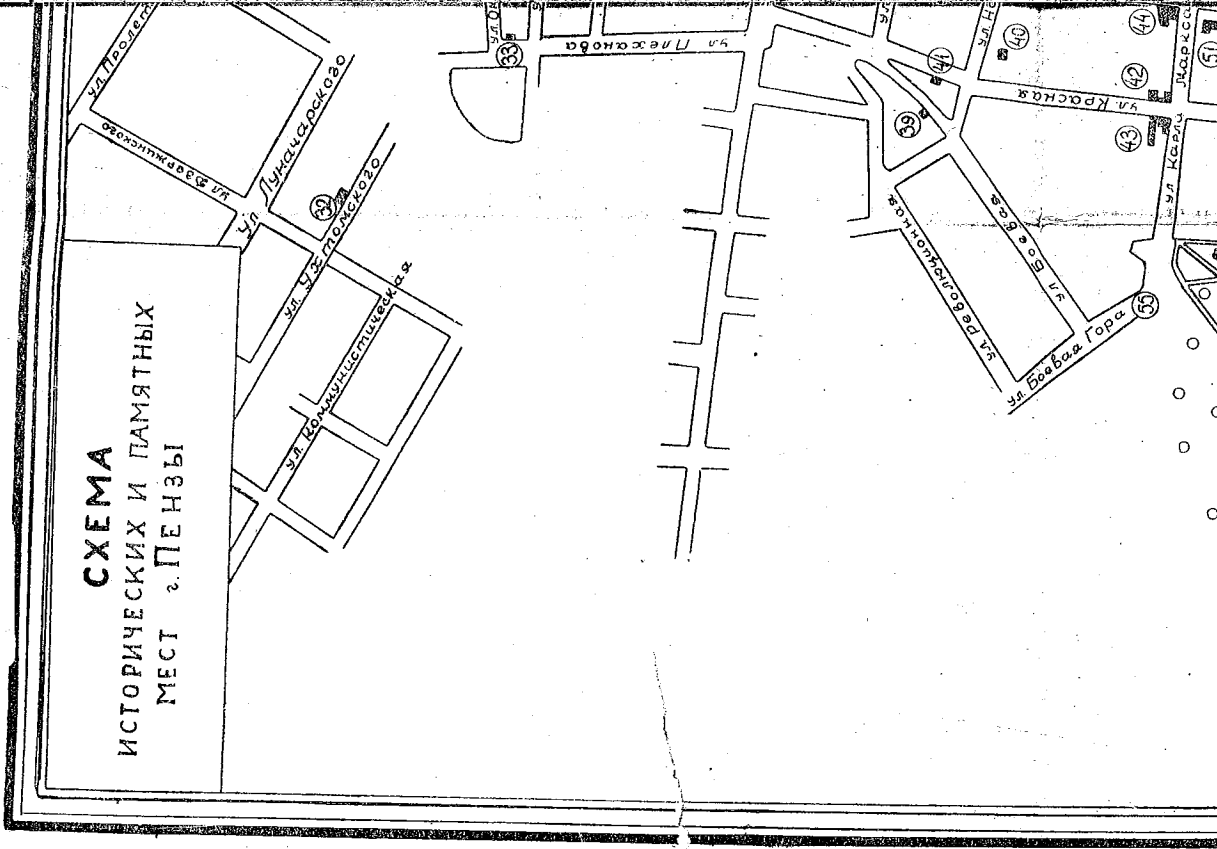 СХЕМА
ИСТОРИЧЕСКИХ И ПАМЯТНЫХ
МЕСТ г. ПЕНЗЫ
ул. Пролет
ул Дзержинского
ул Луначарского
32
ул. Ухтомского
ул. Коммунистическая
33
ул Плеханова
41
40
39
ул. Красная
44
42
43
51
ул Карла
Маркса
ул Боевая
ул. революционная
ул. Боевая Гора
55